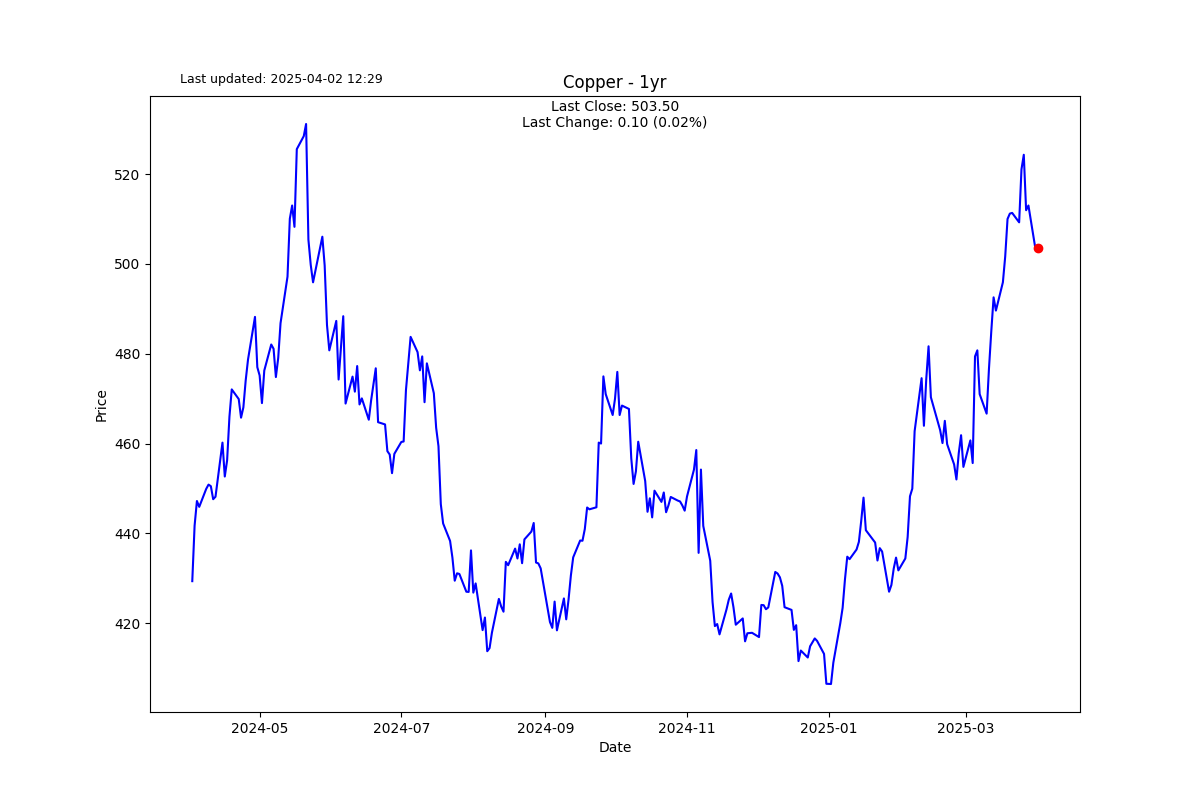 Last updated: 2025-04-02 12:29
Copper - 1yr
Last Close: 503.50
Last Change: 0.10 (0.02%)
520
500
480
460
440
420
Price
2024-05
2024-07
2024-09
2024-11
2025-01
2025-03
Date